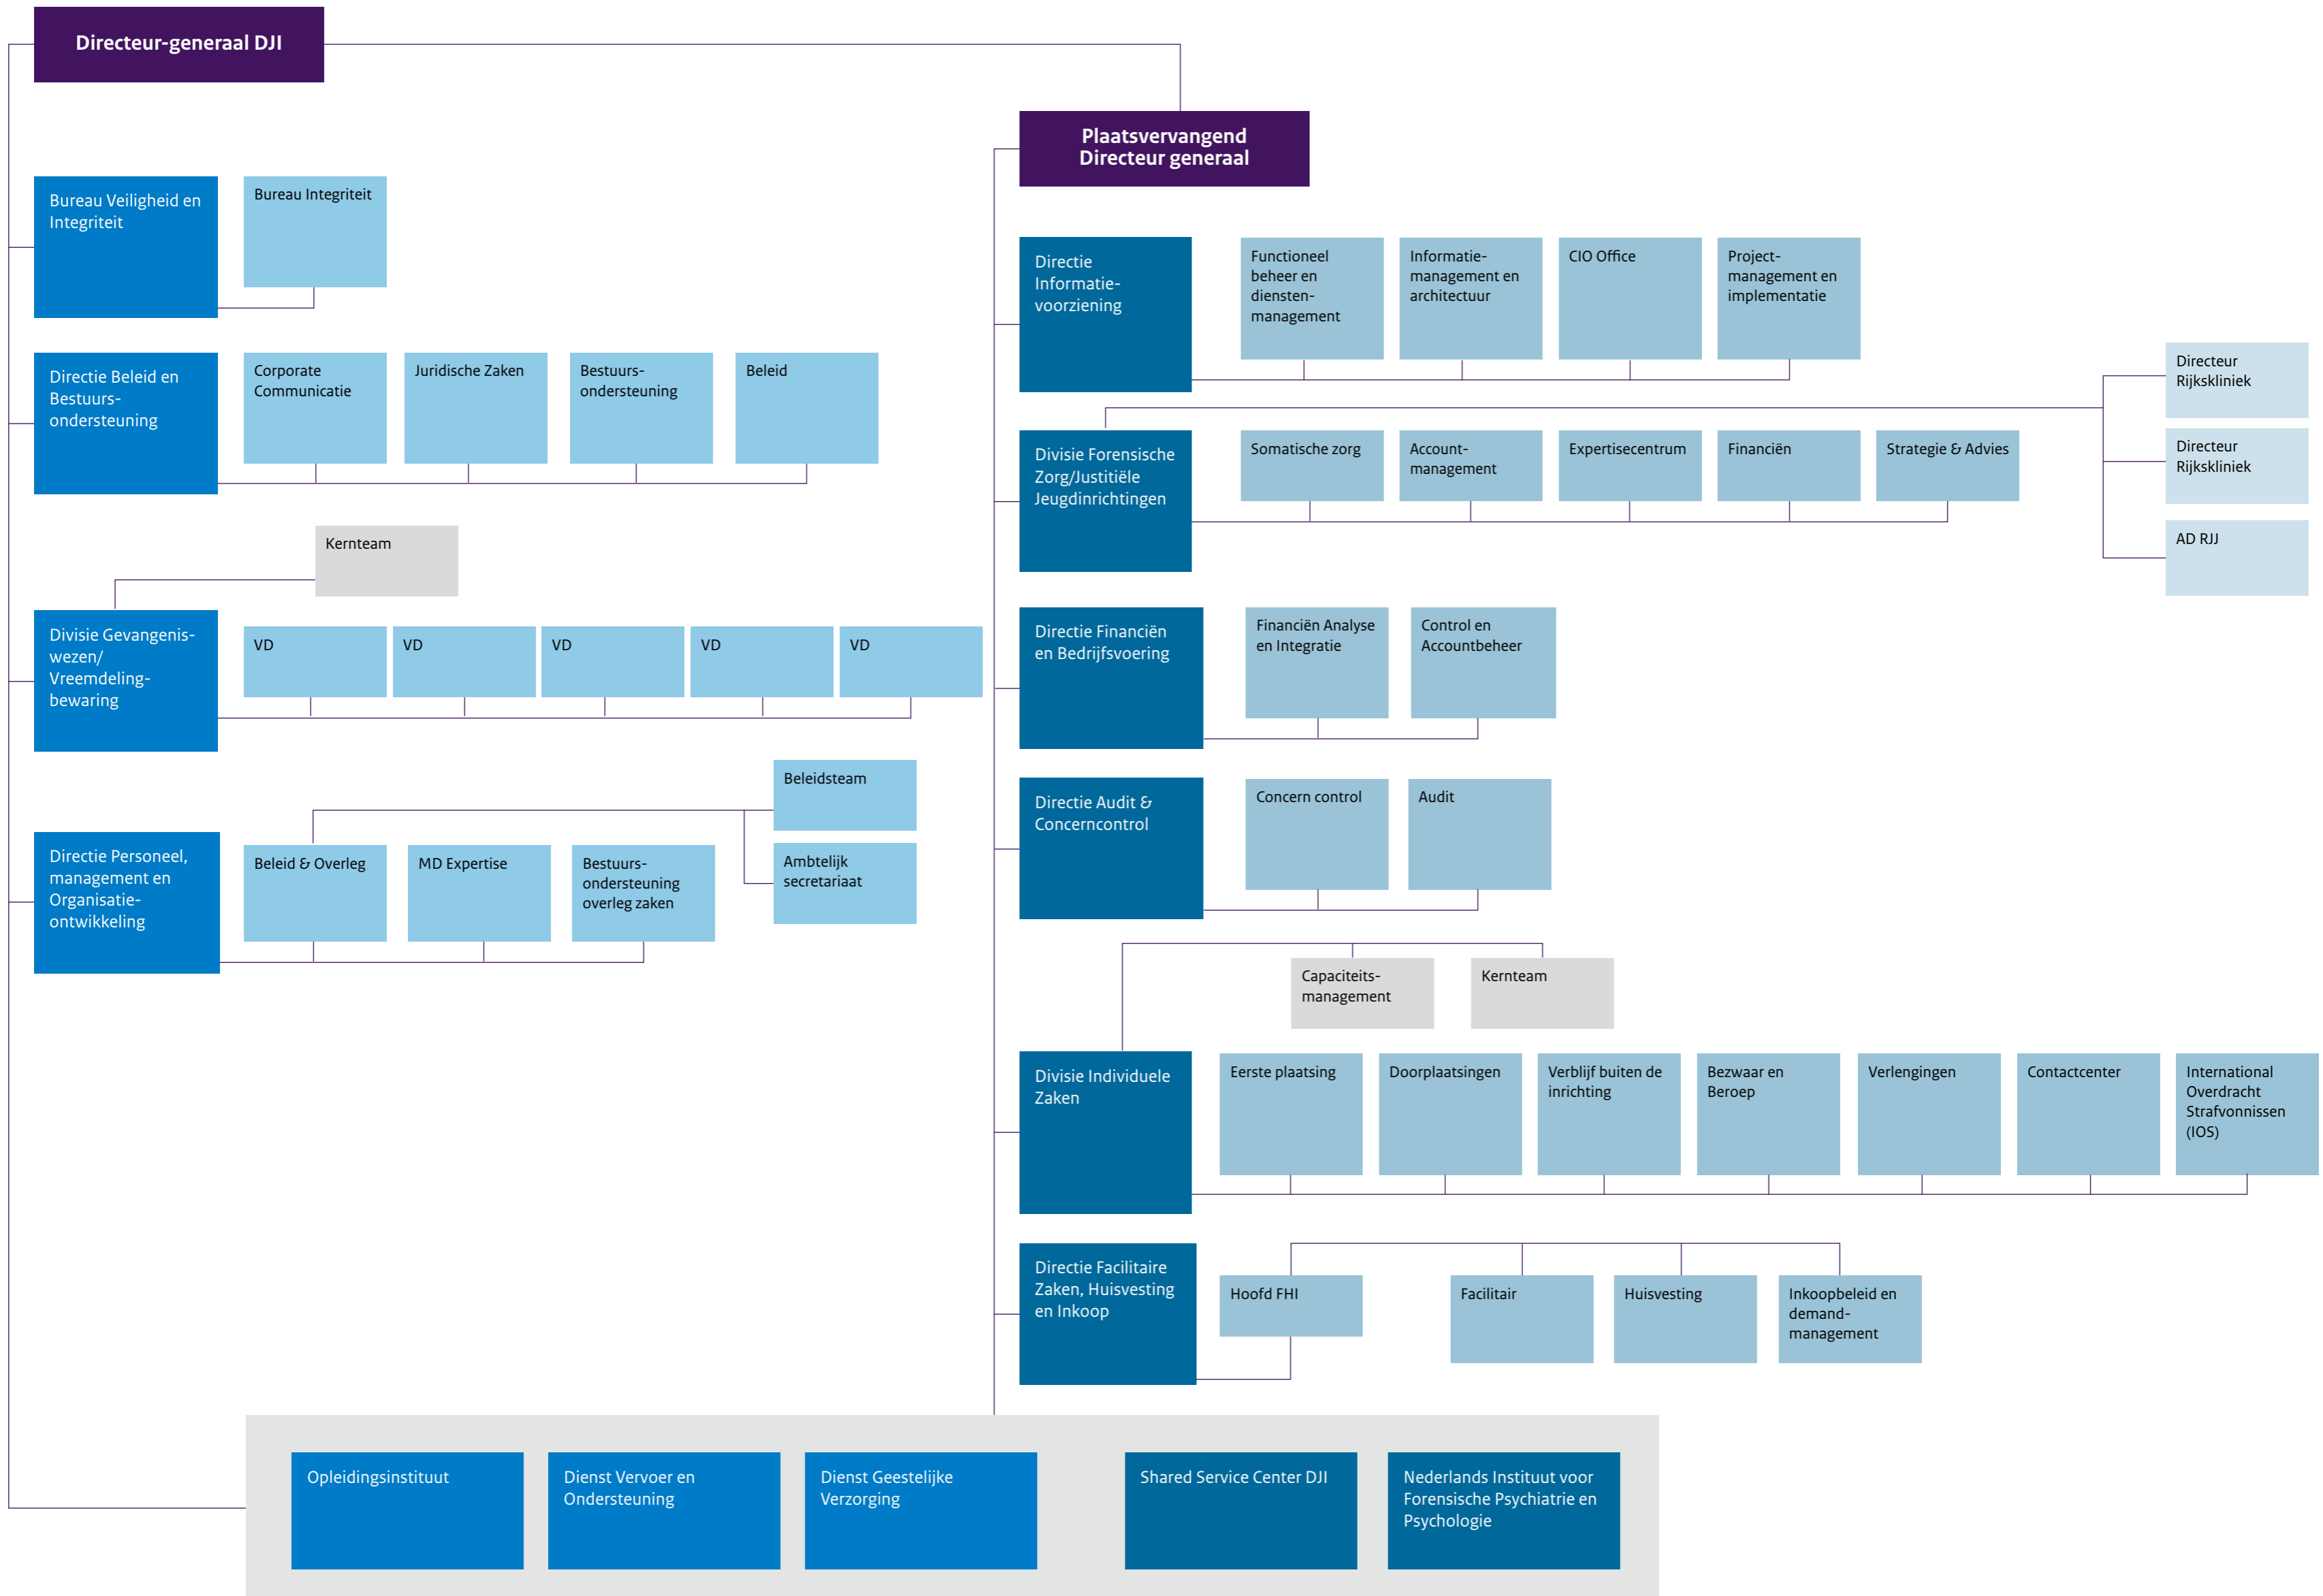 Directeur-generaal DJI
Plaatsvervangend
Directeur generaal
Bureau Veiligheid en
Integriteit
Bureau Integriteit
Directie Beleid en
Bestuurs-
ondersteuning
Corporate
Communicatie
Juridische Zaken
Bestuurs-
ondersteuning
Beleid
Kernteam
Divisie Gevangenis-
wezen/
Vreemdeling-
bewaring
VD
VD
VD
VD
VD
Beleidsteam
Directie Personeel,
management en
Organisatie-
ontwikkeling
Beleid & Overleg
MD Expertise
Bestuurs-
ondersteuning
overleg zaken
Ambtelijk
secretariaat
Directie
Informatie-
voorziening
Functioneel
beheer en
diensten-
management
Informatie-
management en
architectuur
CIO Office
Project-
management en
implementatie
Directeur
Rijkskliniek
Directeur
Rijkskliniek
AD RJJ
Divisie Forensische
Zorg/Justitiële
Jeugdinrichtingen
Somatische zorg
Account-
management
Expertisecentrum
Financiën
Strategie & Advies
Directie Financiën
en Bedrijfsvoering
Financiën Analyse
en Integratie
Control en
Accountbeheer
Directie Audit &
Concerncontrol
Concern control
Audit
Capaciteits-
management
Kernteam
Divisie Individuele
Zaken
Eerste plaatsing
Doorplaatsingen
Verblijf buiten de
inrichting
Bezwaar en
Beroep
Verlengingen
Contactcenter
International
Overdracht
Strafvonnissen
(IOS)
Directie Facilitaire
Zaken, Huisvesting
en Inkoop
Hoofd FHI
Facilitair
Huisvesting
Inkoopbeleid en
demand-
management
Opleidingsinstituut
Dienst Vervoer en
Ondersteuning
Dienst Geestelijke
Verzorging
Shared Service Center DJI
Nederlands Instituut voor
Forensische Psychiatrie en
Psychologie